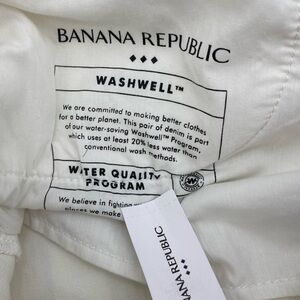 BANANA REPUBLIC
WASHWELL™
We are committed to making better clothes
for a better planet. This pair of denim is part
of our water-saving Washwell™ Program,
which uses at least 20% less water than
conventional wash methods.
WATER QUALITY
PROGRAM
We believe in fighting
places we make
BANANA REPUBLIC